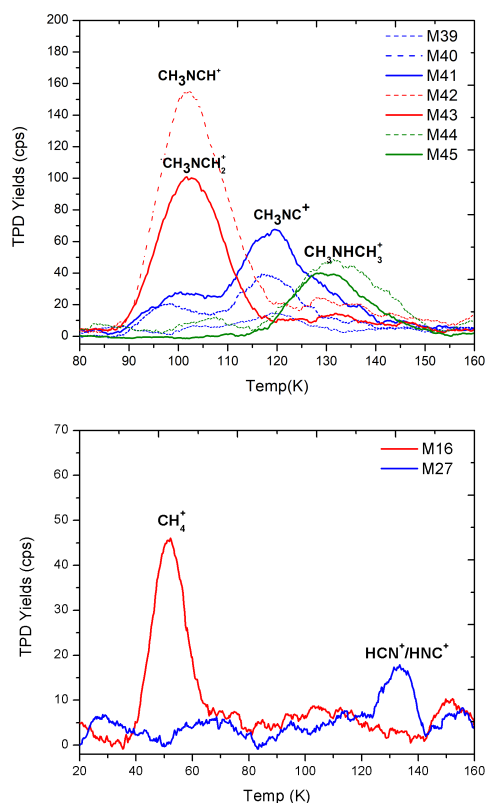 200
180
160
140
120
100
80
60
40
20
0
TPD Yields (cps)
M39
M40
M41
M42
M43
M44
M45
CH3NCH+
CH3NCH2+
CH3NC+
CH3NHCH3+
80 90 100 110 120 130 140 150 160
Temp(K)
70
60
50
40
30
20
10
0
TPD Yields (cps)
M16
M27
CH4+
HCN+/HNC+
20 40 60 80 100 120 140 160
Temp (K)